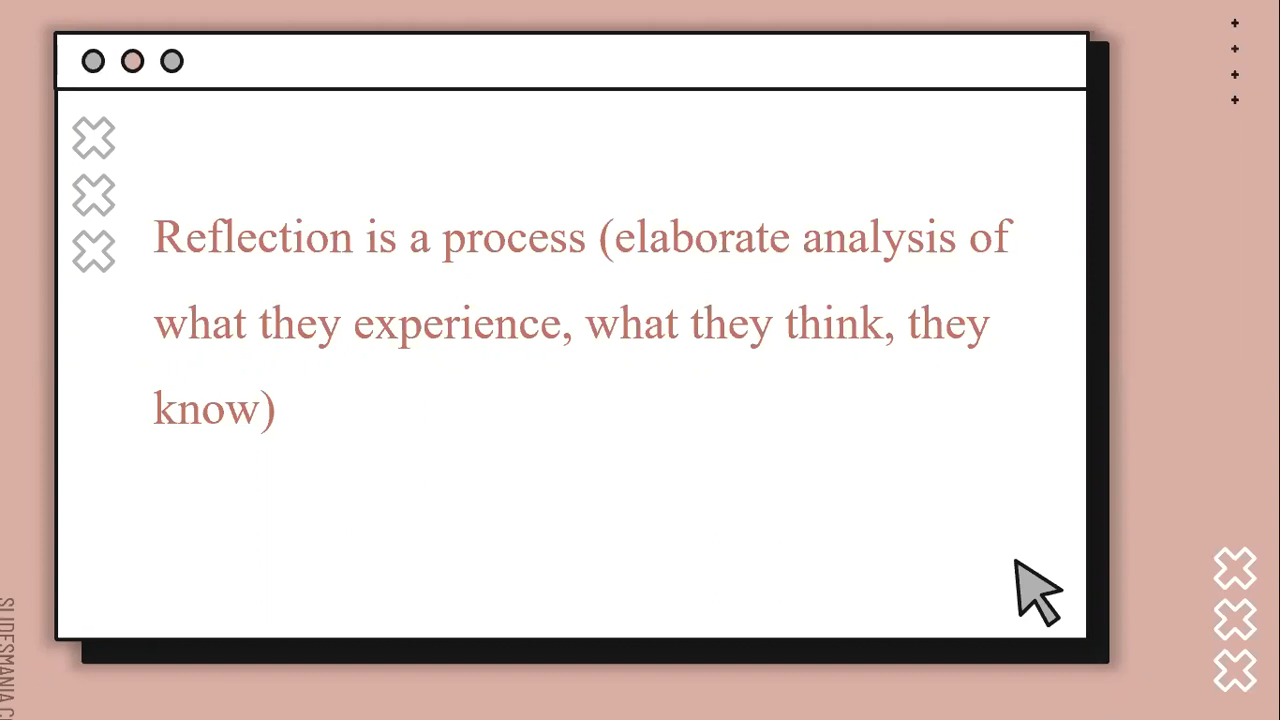 Reflection is a process (elaborate analysis of
what they experience, what they think, they
know)